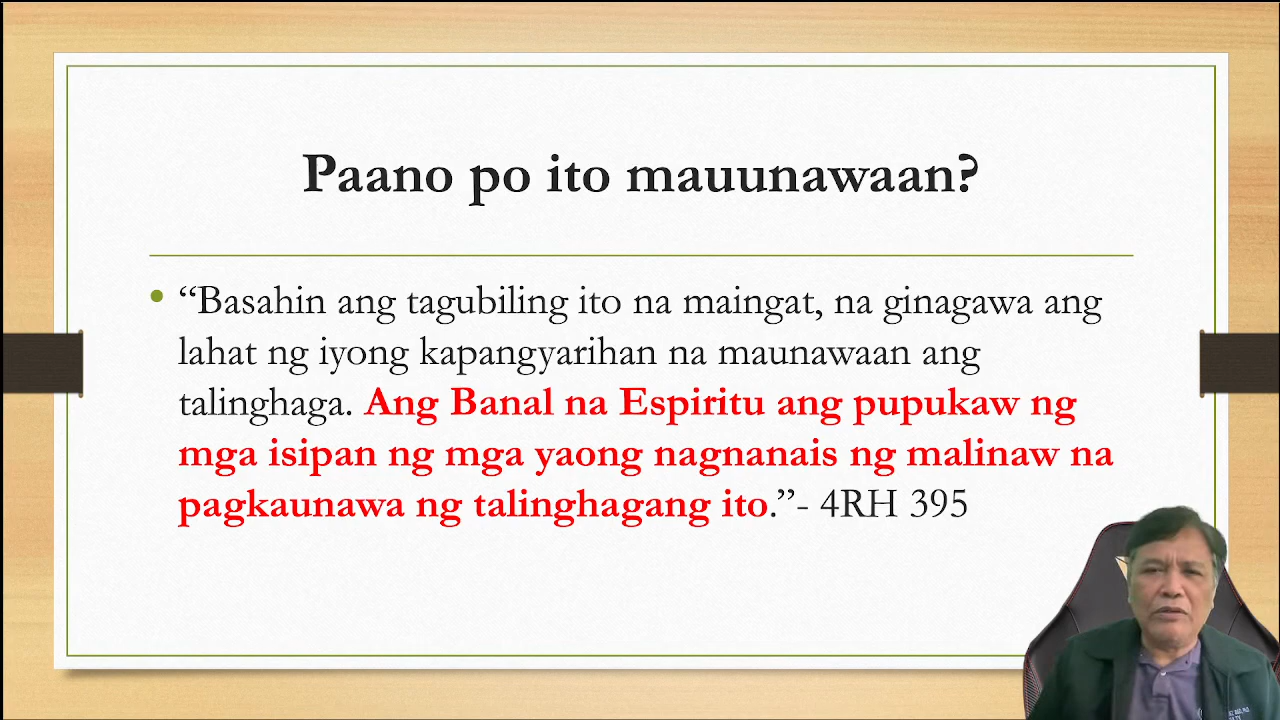 Paano po ito mauunawaan?
• “Basahin ang tagubiling ito na maingat, na ginagawa ang
lahat ng iyong kapangyarihan na maunawaan ang
talinghaga. Ang Banal na Espiritu ang pupukaw ng
mga isipan ng mga yaong nagnanais ng malinaw na
pagkaunawa ng talinghagang ito.”- 4RH 395